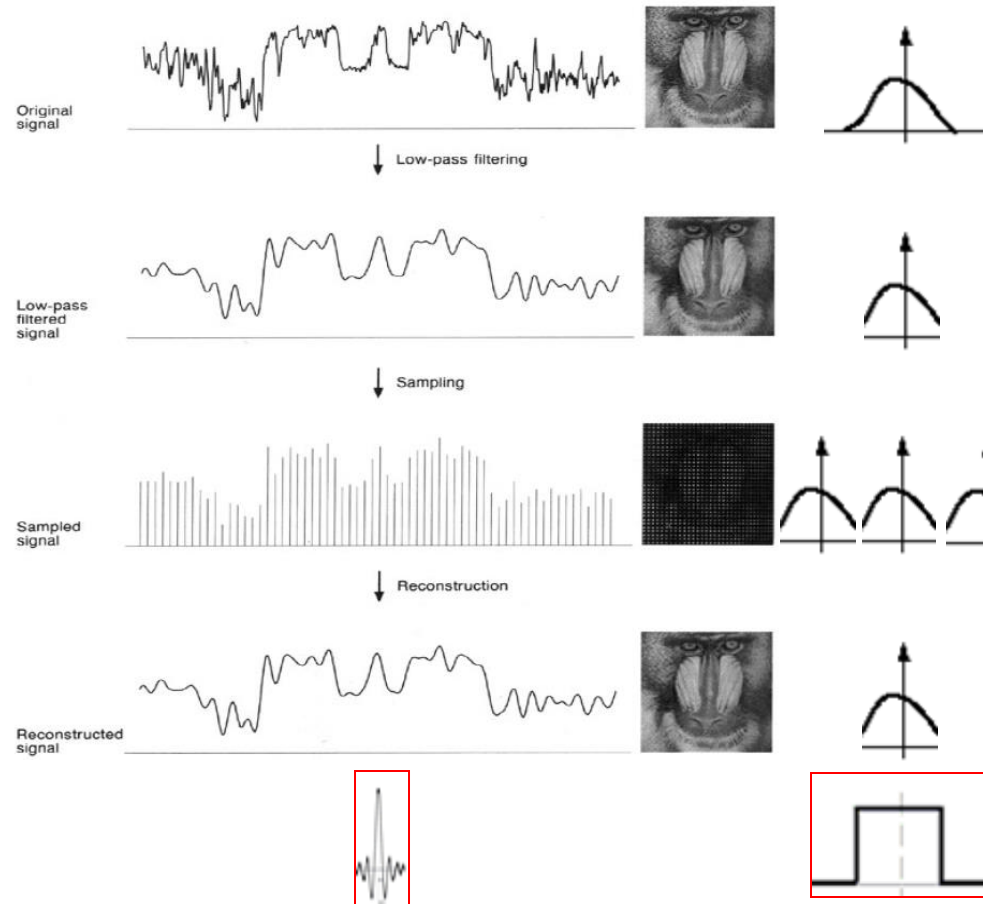 Original
signal
Low-pass filtering
Low-pass
filtered
signal
Sampling
Sampled
signal
Reconstruction
Reconstructed
signal